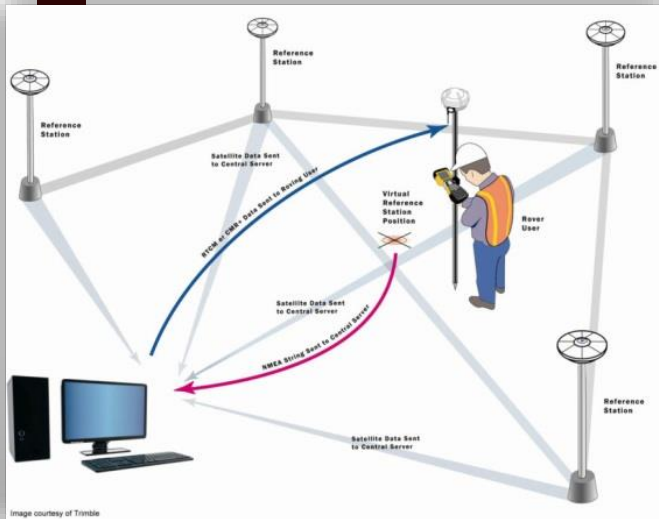 Reference
Station
Reference
Station
Reference
Station
Satellite Data Sent
to Central Server
RTCM or CMR+ Data Sent to Roving User
Virtual
Reference
Station
Position
Rover
User
Satellite Data Sent
to Central Server
NMEA String Sent to Central Server
Reference
Station
Satellite Data Sent
to Central Server
Image courtesy of Trimble